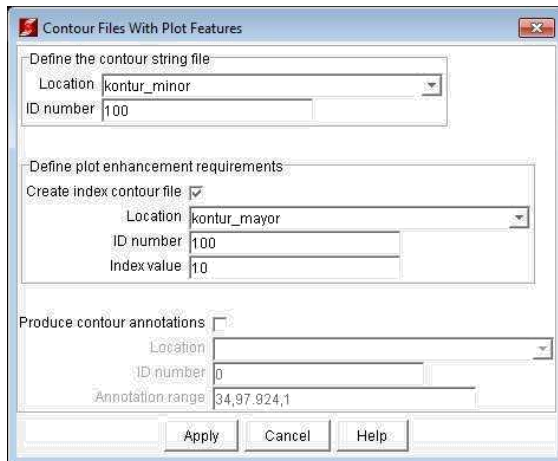 Contour Files With Plot Features
Define the contour string file
Location kontur_minor
ID number 100
Define plot enhancement requirements
Create index contour file
Location kontur_mayor
ID number 100
Index value 10
Produce contour annotations
Location
ID number 0
Annotation range 34,97.924,1
Apply Cancel Help